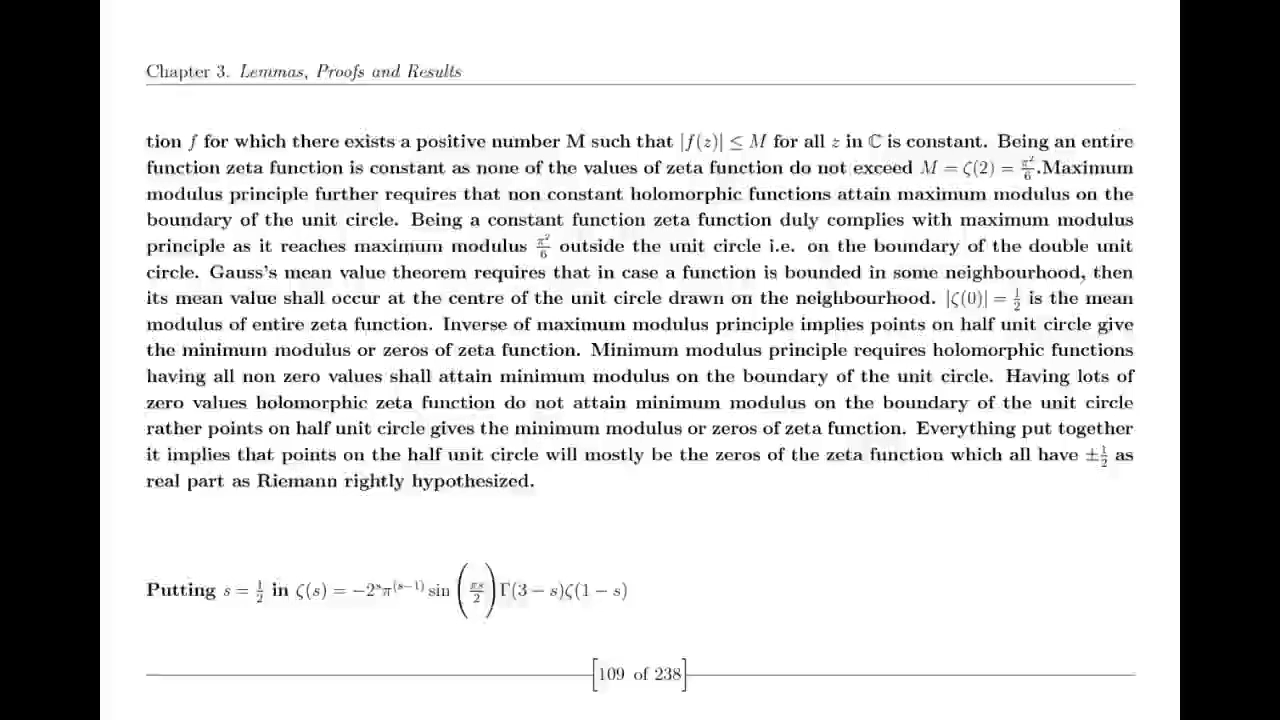 Chapter 3. Lemmas, Proofs and Results
tion f for which there exists a positive number M such that |f(z)| ≤ M for all z in ℂ is constant. Being an entire
function zeta function is constant as none of the values of zeta function do not exceed M = ζ(2) = π²/6.Maximum
modulus principle further requires that non constant holomorphic functions attain maximum modulus on the
boundary of the unit circle. Being a constant function zeta function duly complies with maximum modulus
principle as it reaches maximum modulus π²/6 outside the unit circle i.e. on the boundary of the double unit
circle. Gauss's mean value theorem requires that in case a function is bounded in some neighbourhood, then
its mean value shall occur at the centre of the unit circle drawn on the neighbourhood. |ζ(0)| = 1/2 is the mean
modulus of entire zeta function. Inverse of maximum modulus principle implies points on half unit circle give
the minimum modulus or zeros of zeta function. Minimum modulus principle requires holomorphic functions
having all non zero values shall attain minimum modulus on the boundary of the unit circle. Having lots of
zero values holomorphic zeta function do not attain minimum modulus on the boundary of the unit circle
rather points on half unit circle gives the minimum modulus or zeros of zeta function. Everything put together
it implies that points on the half unit circle will mostly be the zeros of the zeta function which all have ±1/2 as
real part as Riemann rightly hypothesized.
Putting s = 1/2 in ζ(s) = −2^s π^(s−1) sin (πs/2) Γ(3 − s)ζ(1 − s)
[109 of 238]